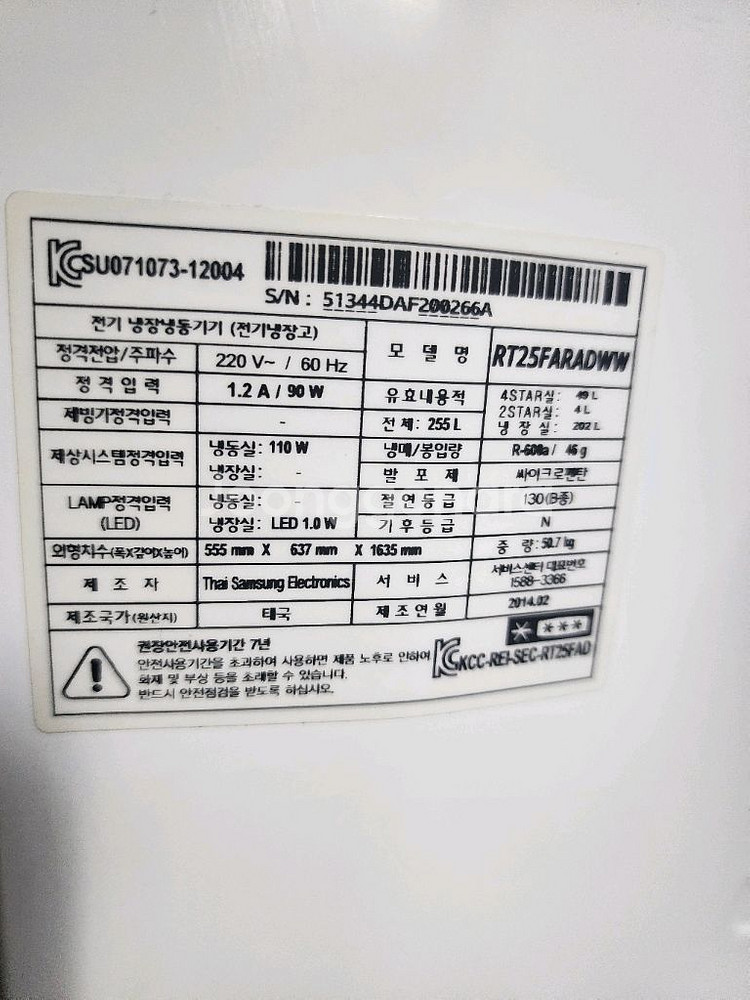 SU071073-12004
S/N : 51344DAF200266A
전기 냉장냉동기기 (전기냉장고)
모 델 명 RT25FARADWW
정격전압/주파수 220 V~ / 60 Hz
정격입력 1.2 A / 90 W
유효내용적 4STAR실: 49 L
2STAR실: 4 L
냉 장 실: 202 L
전 체: 255 L
제빙기정격입력 -
제상시스템정격입력 냉동실: 110 W
냉장실: -
냉매/봉입량 R-600a / 46 g
발 포 제 싸이크로펜탄
LAMP정격입력 (LED) 냉동실: -
냉장실: LED 1.0 W
절연등급 130(B종)
기후등급 N
외형치수(폭X깊이X높이) 555 mm X 637 mm X 1635 mm
중 량: 50.7 kg
제 조 자 Thai Samsung Electronics
서 비 스 서비스센터 대표번호
1588-3366
제조국가(원산지) 태국
제조연월 2014.02
권장안전사용기간 7년
안전사용기간을 초과하여 사용하면 제품 노후로 인하여
화재 및 부상 등을 초래할 수 있습니다.
반드시 안전점검을 받도록 하십시오.
KCC-REI-SEC-RT25FAD